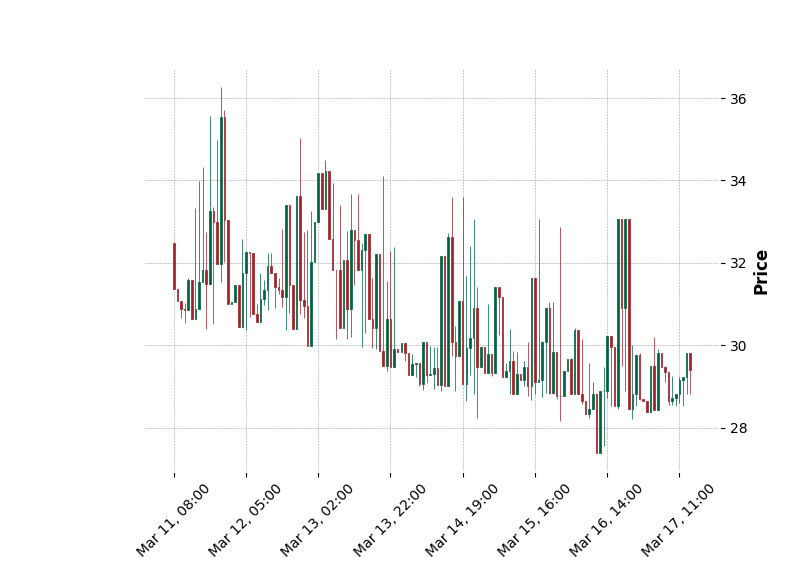 36
34
32
30
28
Price
Mar 11, 08:00
Mar 12, 05:00
Mar 13, 02:00
Mar 13, 22:00
Mar 14, 19:00
Mar 15, 16:00
Mar 16, 14:00
Mar 17, 11:00